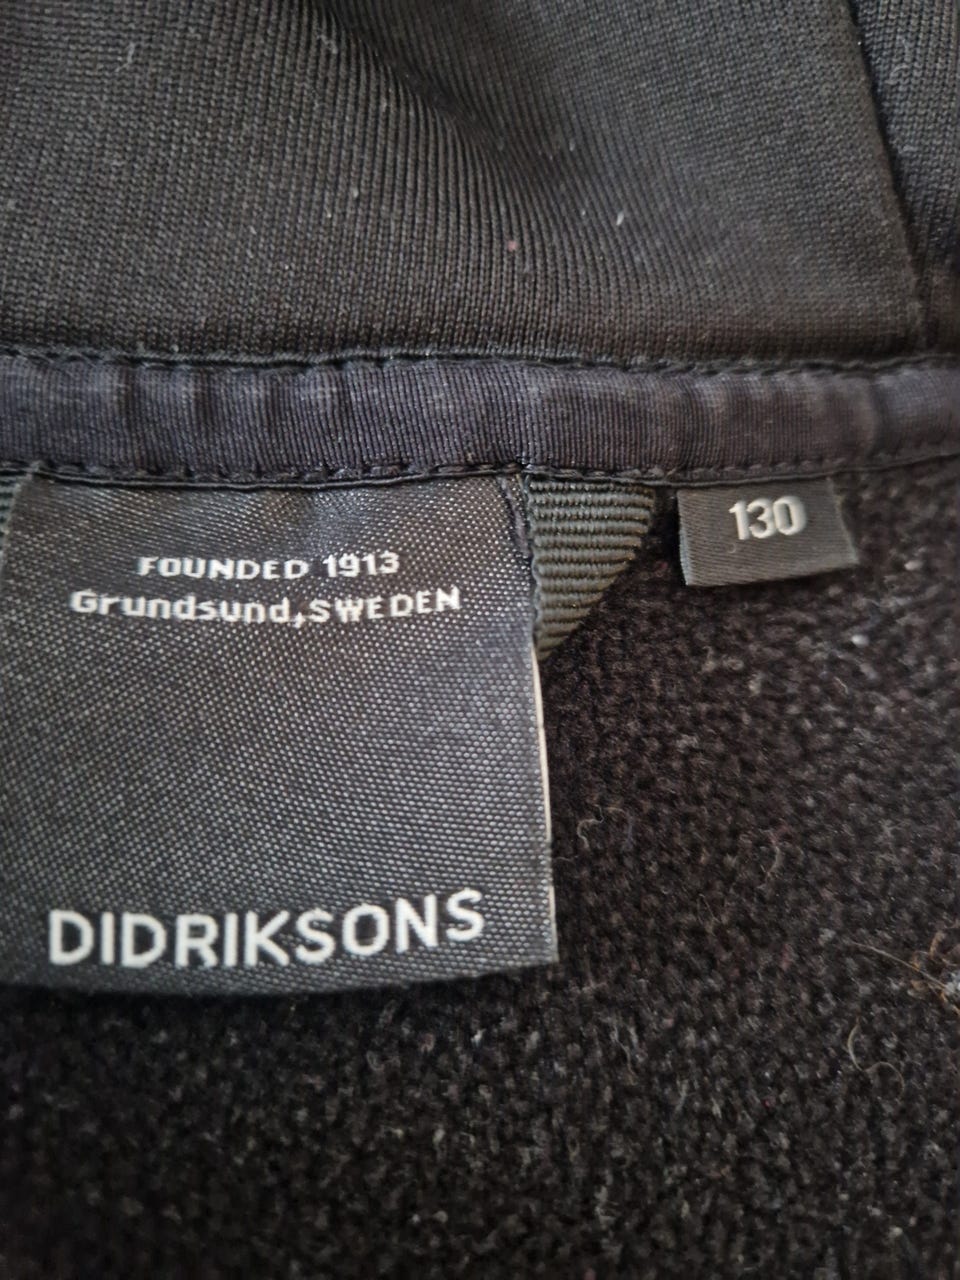 FOUNDED 1913
Grundsund,SWEDEN
DIDRIKSONS
130